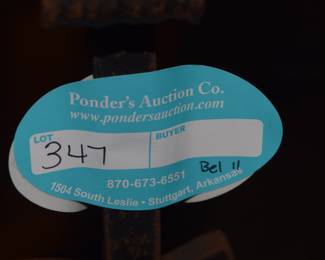 Ponder's Auction Co.
www.pondersauction.com
LOT BUYER
347
Bel 11
870-673-6551
1504 South Leslie • Stuttgart, Arkansas